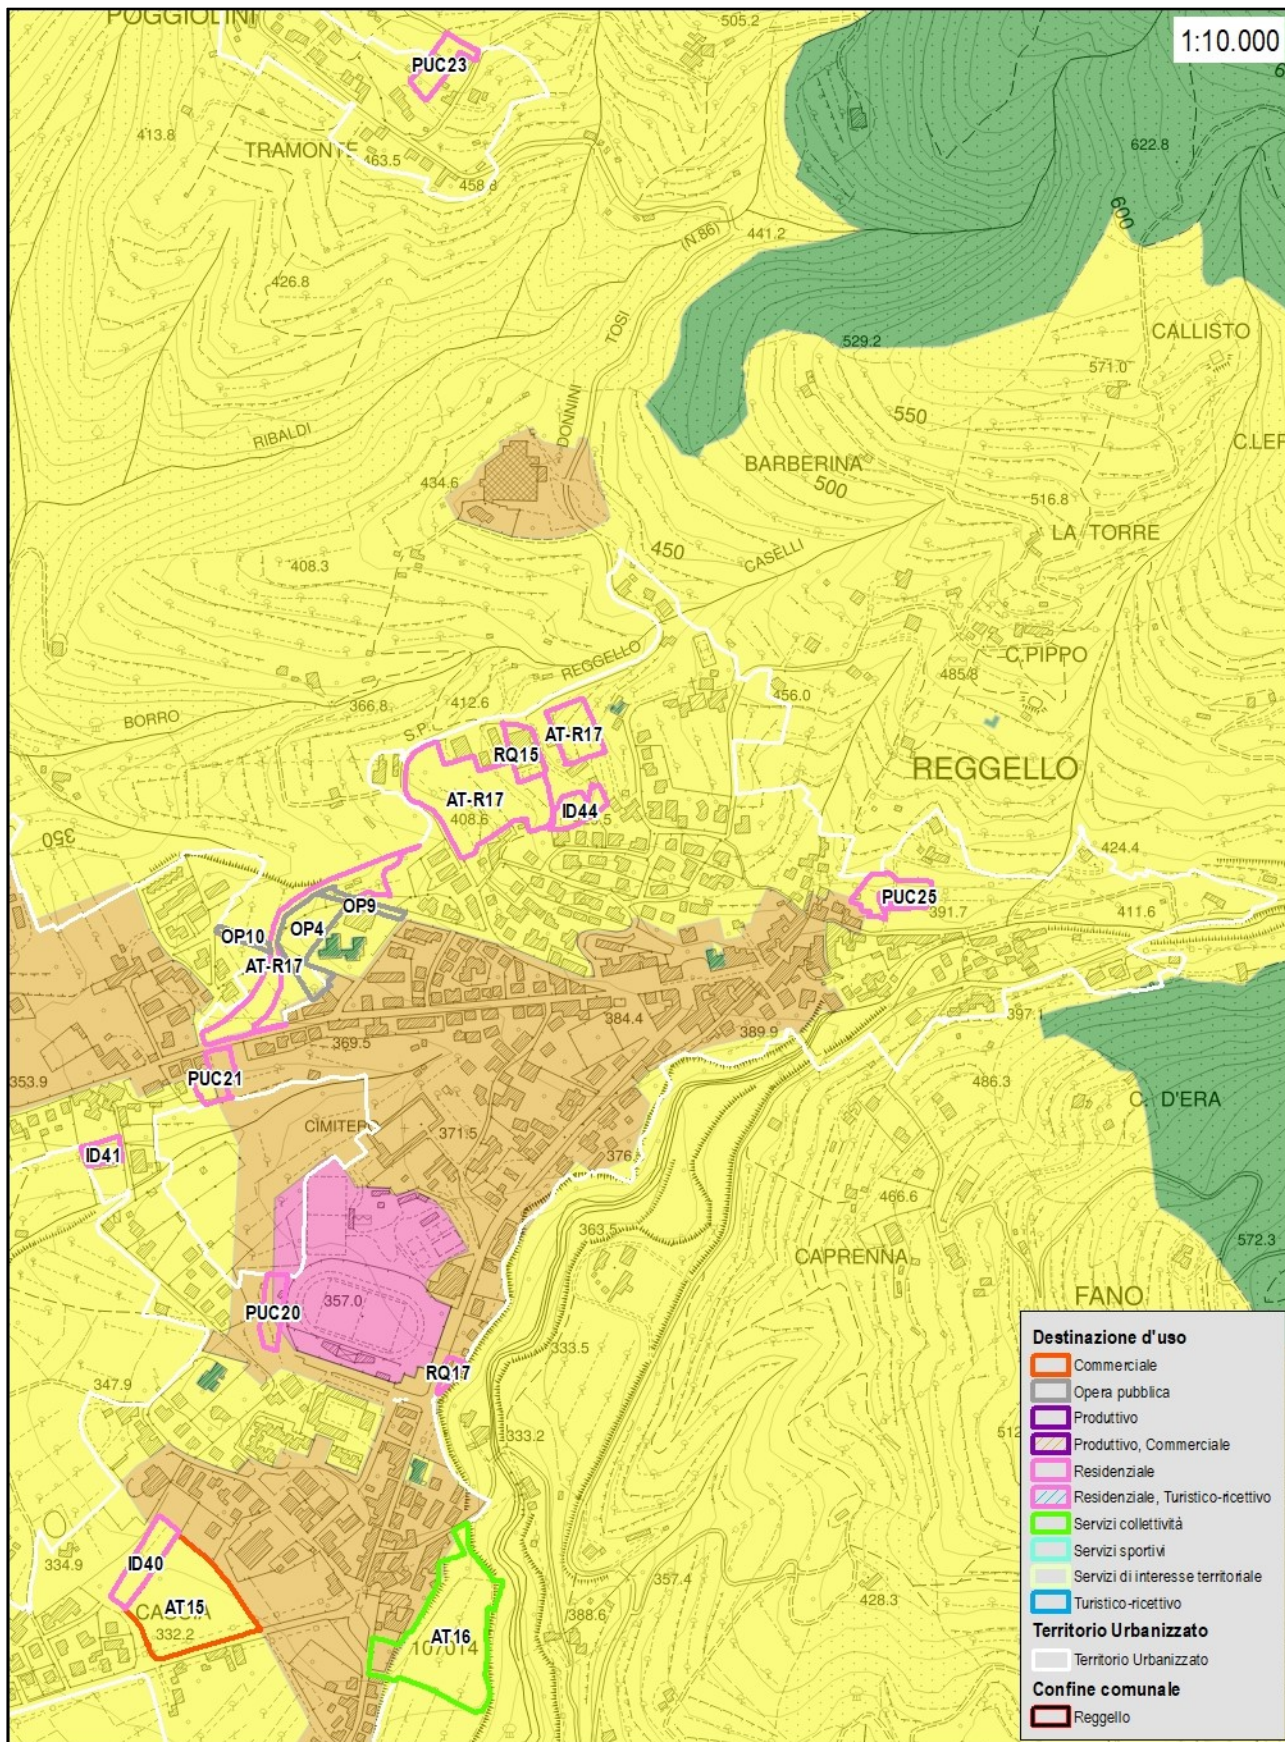 POGGIOLINI
505.2
1:10.000
PUC23
413.8
TRAMONTE
463.5
458.8
622.8
600
(N.86)
441.2
426.8
TOSI
529.2
CALLISTO
571.0
DONNINI
550
RIBALDI
BARBERINA
500
434.6
516.8
LA TORRE
450
CASELLI
408.3
C.PIPPO
485.8
REGGELLO
456.0
412.6
366.8
BORRO
S.P.
RQ15
AT-R17
REGGELLO
AT-R17
408.6
ID44
350
424.4
PUC25
391.7
411.6
OP9
OP4
OP10
AT-R17
384.4
389.9
397.1
369.5
353.9
PUC21
486.3
C. D'ERA
CIMITERO
371.5
376.
ID41
466.6
363.5
572.3
CAPRENNA
FANO
357.0
PUC20
333.5
RQ17
347.9
333.2
512
334.9
ID40
357.4
428.3
CASCIA
AT15
332.2
388.6
AT16
107014
Destinazione d'uso
Commerciale
Opera pubblica
Produttivo
Produttivo, Commerciale
Residenziale
Residenziale, Turistico-ricettivo
Servizi collettività
Servizi sportivi
Servizi di interesse territoriale
Turistico-ricettivo
Territorio Urbanizzato
Territorio Urbanizzato
Confine comunale
Reggello